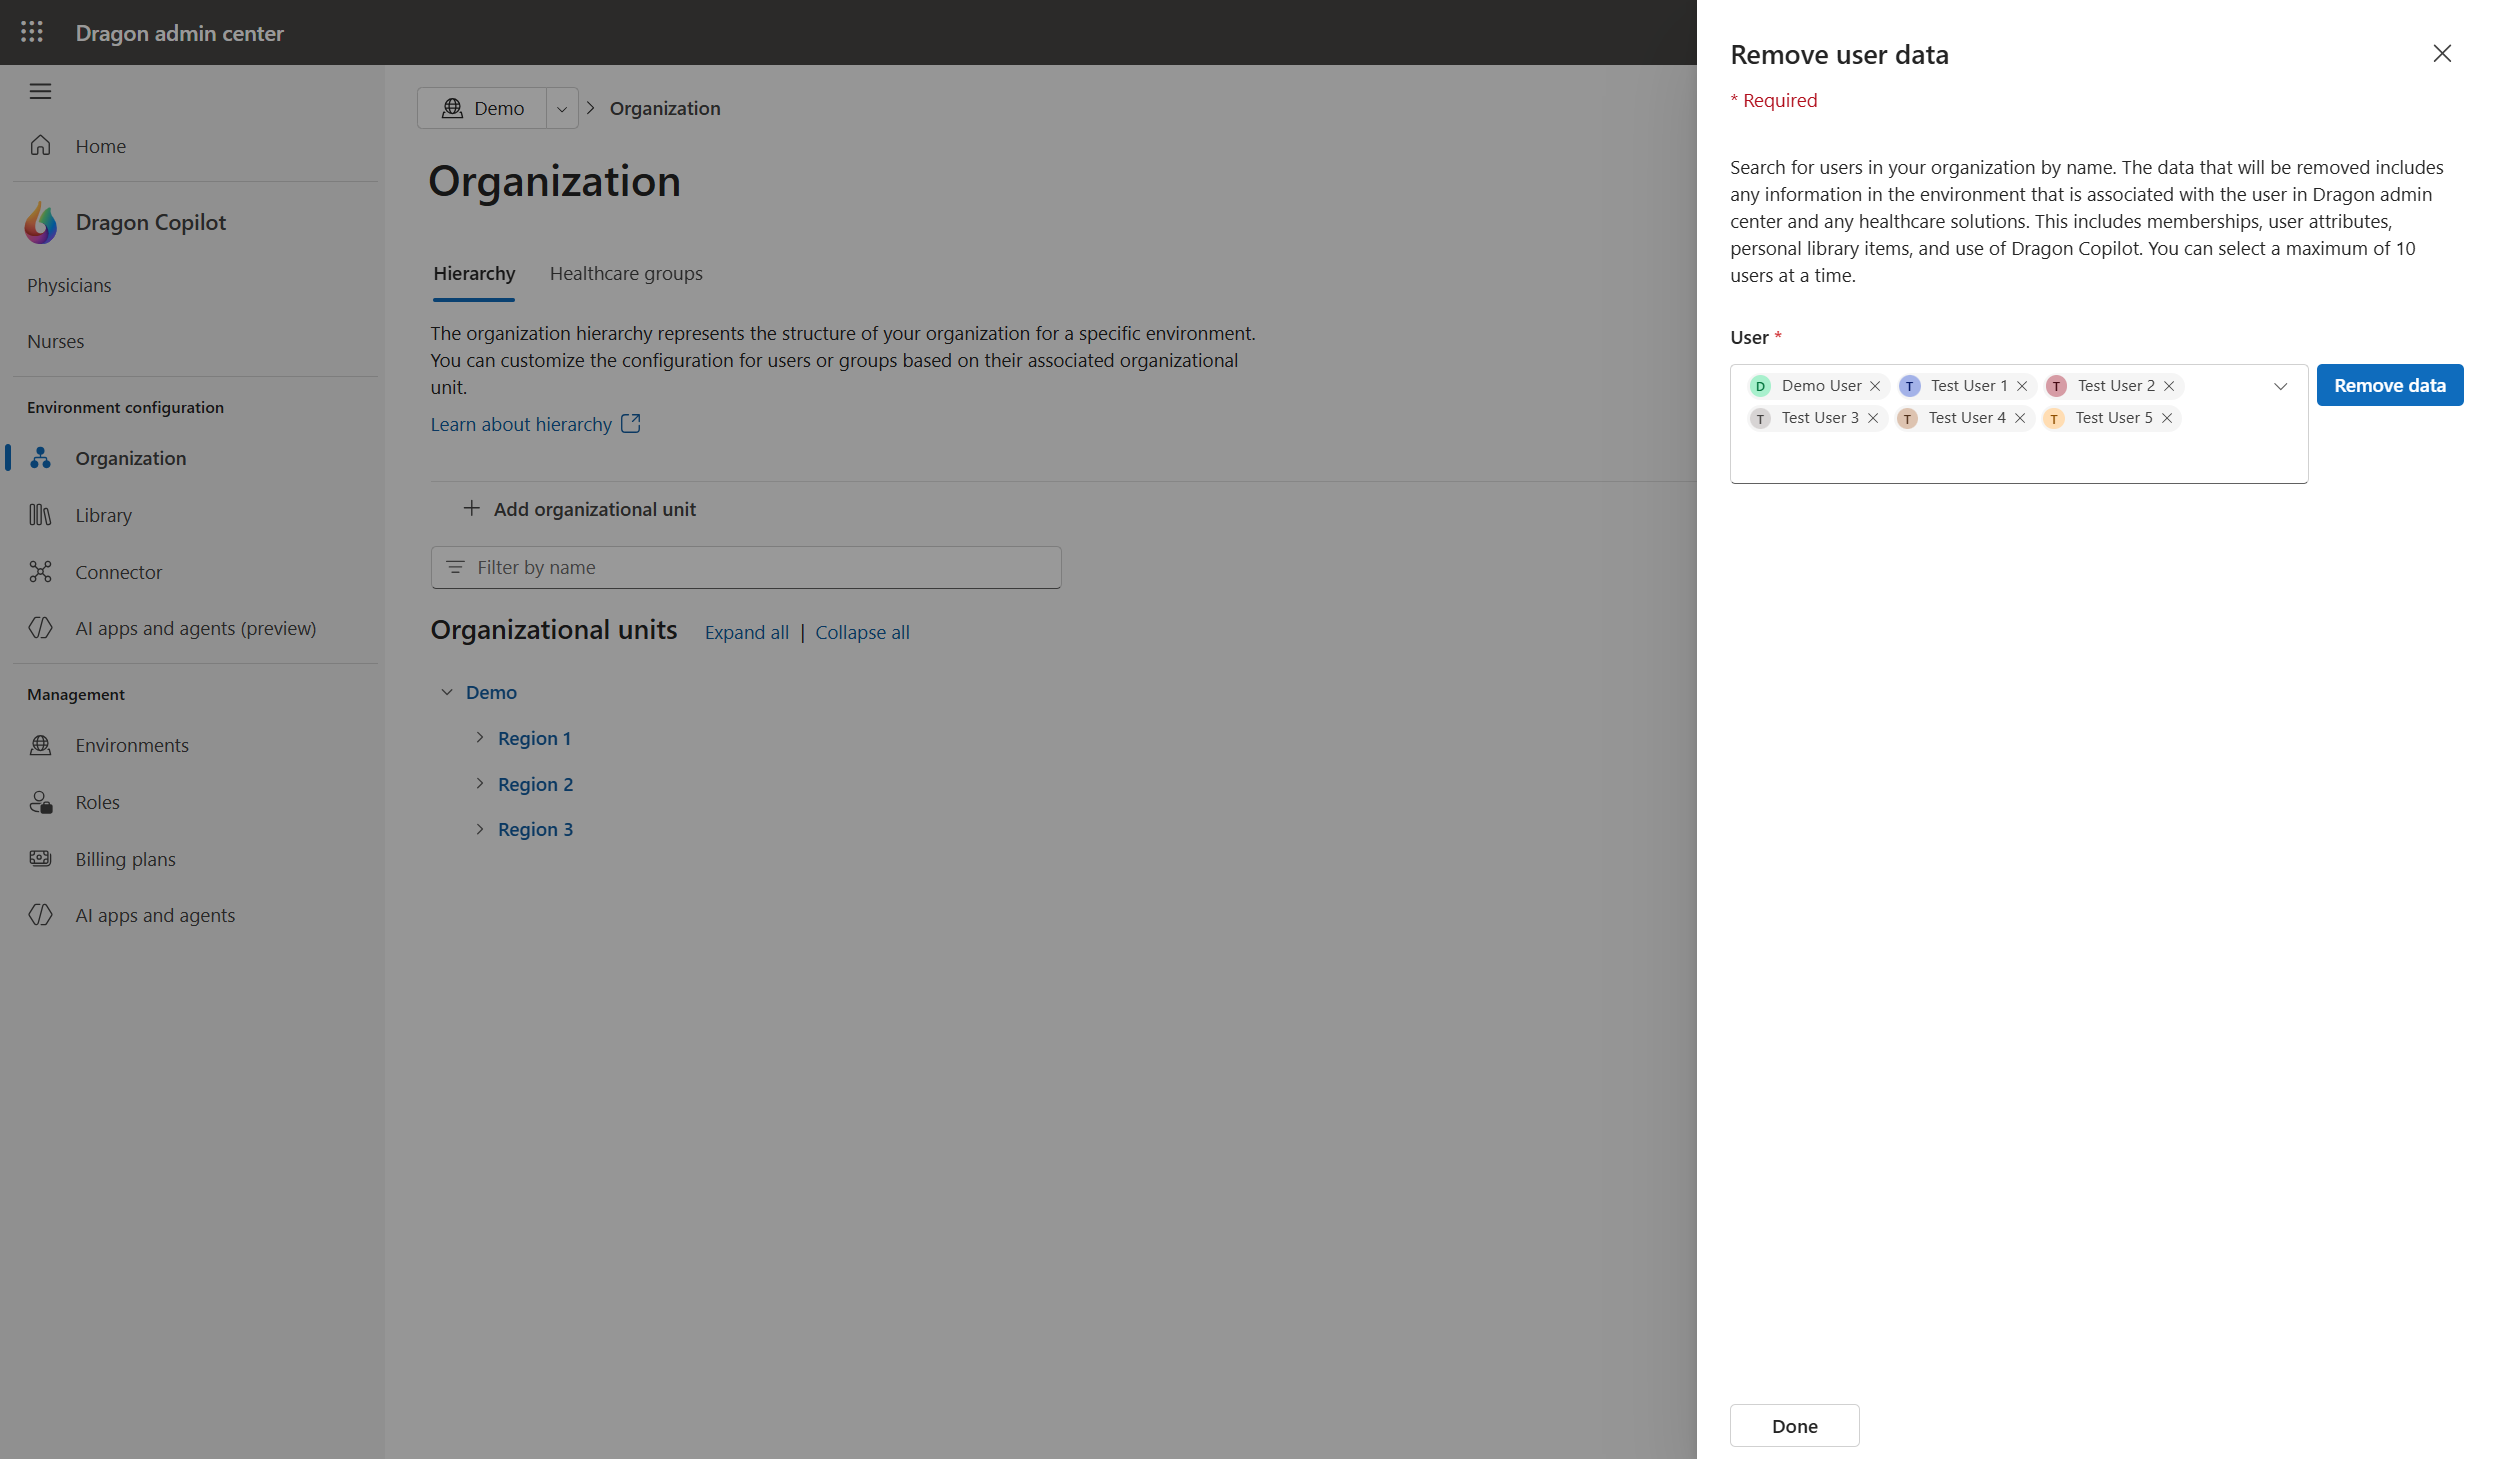 Dragon admin center
Home
Dragon Copilot
Physicians
Nurses
Environment configuration
Organization
Library
Connector
AI apps and agents (preview)
Management
Environments
Roles
Billing plans
AI apps and agents
Demo
Organization
Organization
Hierarchy
Healthcare groups
The organization hierarchy represents the structure of your organization for a specific environment.
You can customize the configuration for users or groups based on their associated organizational
unit.
Learn about hierarchy
Add organizational unit
Filter by name
Organizational units
Expand all | Collapse all
Demo
Region 1
Region 2
Region 3
Remove user data
* Required
Search for users in your organization by name. The data that will be removed includes
any information in the environment that is associated with the user in Dragon admin
center and any healthcare solutions. This includes memberships, user attributes,
personal library items, and use of Dragon Copilot. You can select a maximum of 10
users at a time.
User *
D Demo User T Test User 1 T Test User 2
T Test User 3 T Test User 4 T Test User 5
Remove data
Done